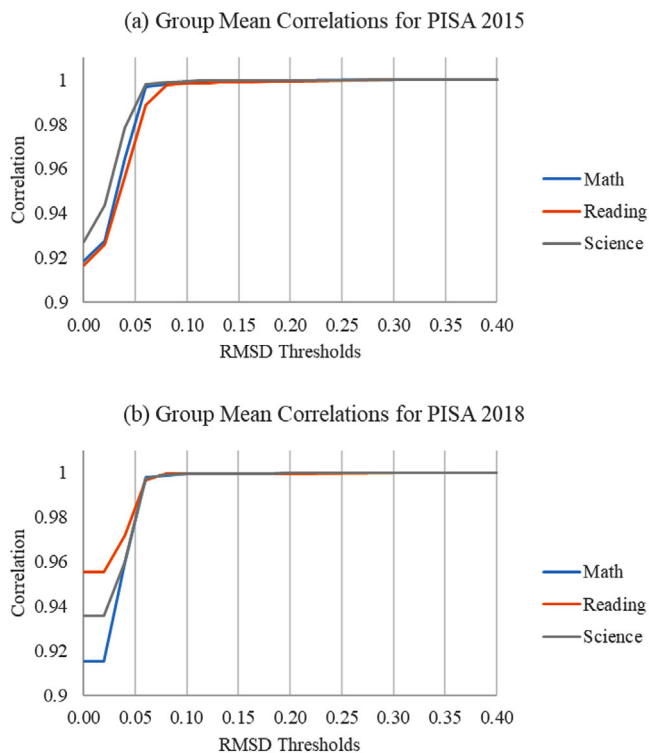 (a) Group Mean Correlations for PISA 2015
1
0.98
0.96
0.94
0.92
0.9
Correlation
0.00 0.05 0.10 0.15 0.20 0.25 0.30 0.35 0.40
RMSD Thresholds
Math
Reading
Science
(b) Group Mean Correlations for PISA 2018
1
0.98
0.96
0.94
0.92
0.9
Correlation
0.00 0.05 0.10 0.15 0.20 0.25 0.30 0.35 0.40
RMSD Thresholds
Math
Reading
Science